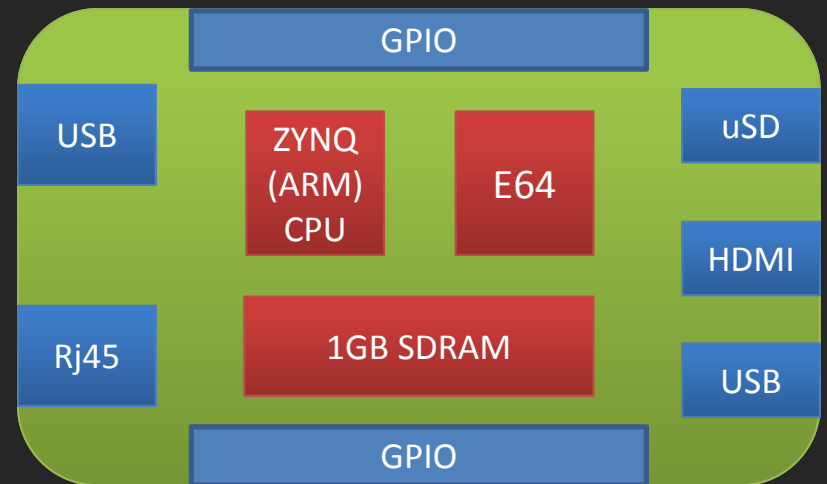 GPIO
USB
ZYNQ
(ARM)
CPU
E64
uSD
HDMI
Rj45
1GB SDRAM
USB
GPIO